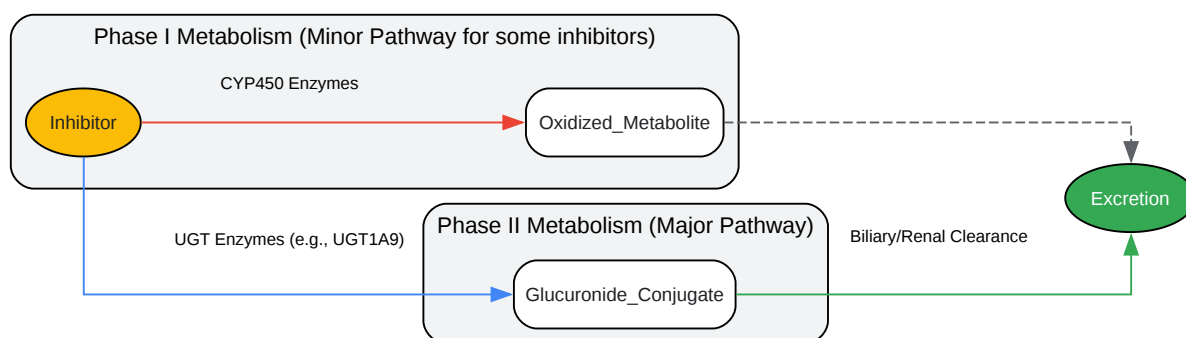 Phase I Metabolism (Minor Pathway for some inhibitors)
CYP450 Enzymes
Inhibitor
Oxidized_Metabolite
Excretion
Phase II Metabolism (Major Pathway)
UGT Enzymes (e.g., UGT1A9)
Biliary/Renal Clearance
Glucuronide_Conjugate